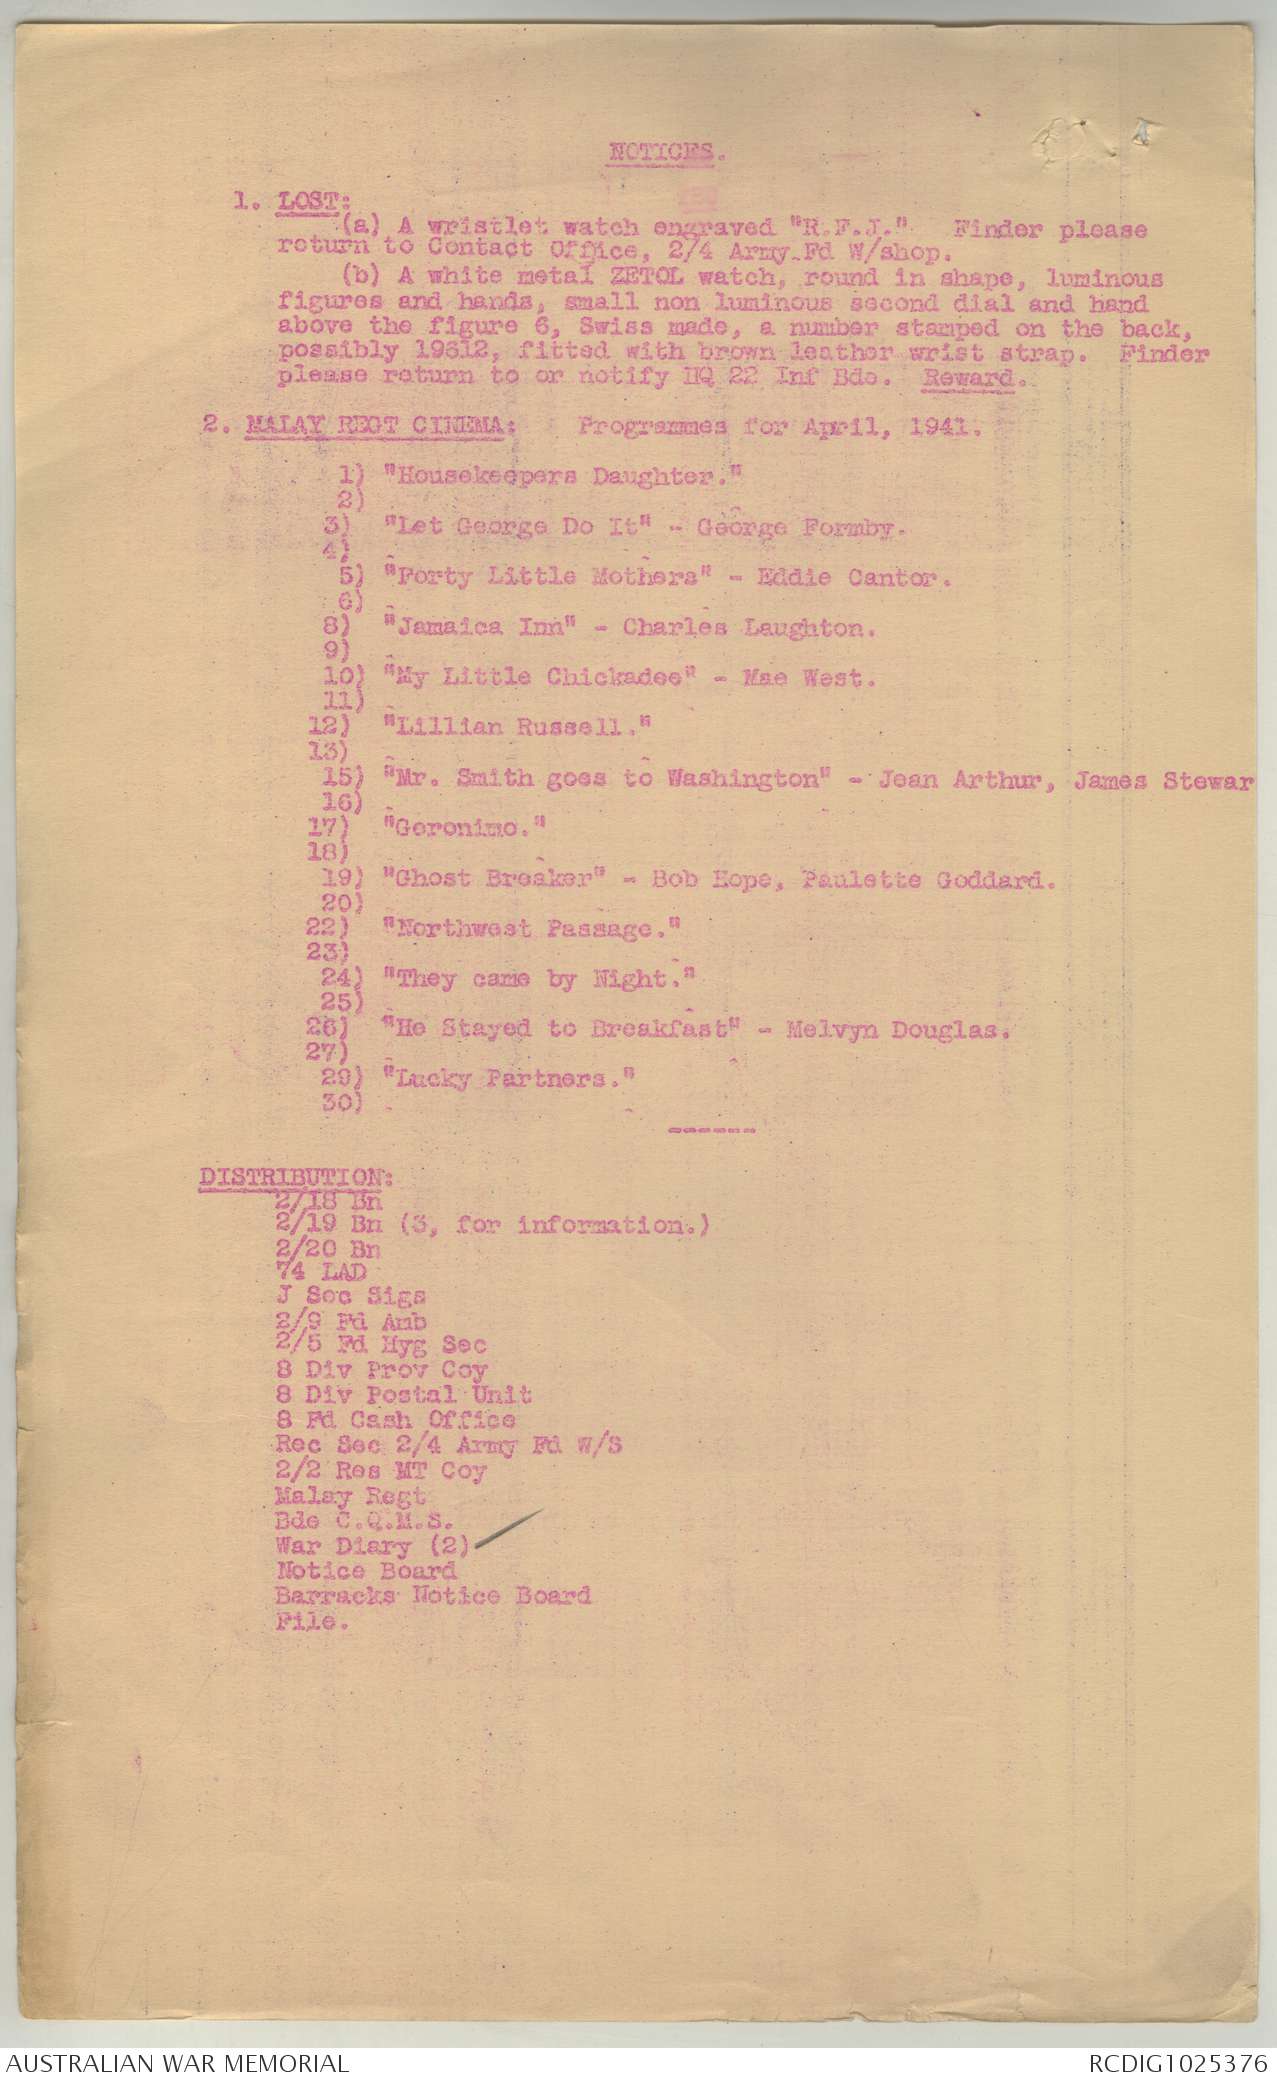 NOTICES.
1. LOST:
(a) A wristlet watch engraved "R.F.J."  Finder please
return to Contact Office, 2/4 Army Fd W/shop.
(b) A white metal ZETOL watch, round in shape, luminous
figures and hands, small non luminous second dial and hand
above the figure 6, Swiss made, a number stamped on the back,
possibly 19612, fitted with brown leather wrist strap.  Finder
please return to or notify HQ 22 Inf Bde.  Reward.
2. MALAY REGT CINEMA:  Programmes for April, 1941.
1) "Housekeepers Daughter."
2)
3) "Let George Do It" - George Formby.
4)
5) "Forty Little Mothers" - Eddie Cantor.
6)
8) "Jamaica Inn" - Charles Laughton.
9)
10) "My Little Chickadee" - Mae West.
11)
12) "Lillian Russell."
13)
15) "Mr. Smith goes to Washington" - Jean Arthur, James Stewar
16)
17) "Geronimo."
18)
19) "Ghost Breaker" - Bob Hope, Paulette Goddard.
20)
22) "Northwest Passage."
23)
24) "They came by Night."
25)
26) "He Stayed to Breakfast" - Melvyn Douglas.
27)
29) "Lucky Partners."
30)
------
DISTRIBUTION:
2/18 Bn
2/19 Bn (3, for information.)
2/20 Bn
74 LAD
J Sec Sigs
2/9 Fd Amb
2/5 Fd Hyg Sec
8 Div Prov Coy
8 Div Postal Unit
8 Fd Cash Office
Rec Sec 2/4 Army Fd W/S
2/2 Res MT Coy
Malay Regt
Bde C.Q.M.S.
War Diary (2)
Notice Board
Barracks Notice Board
File.
AUSTRALIAN WAR MEMORIAL
RCDIG1025376